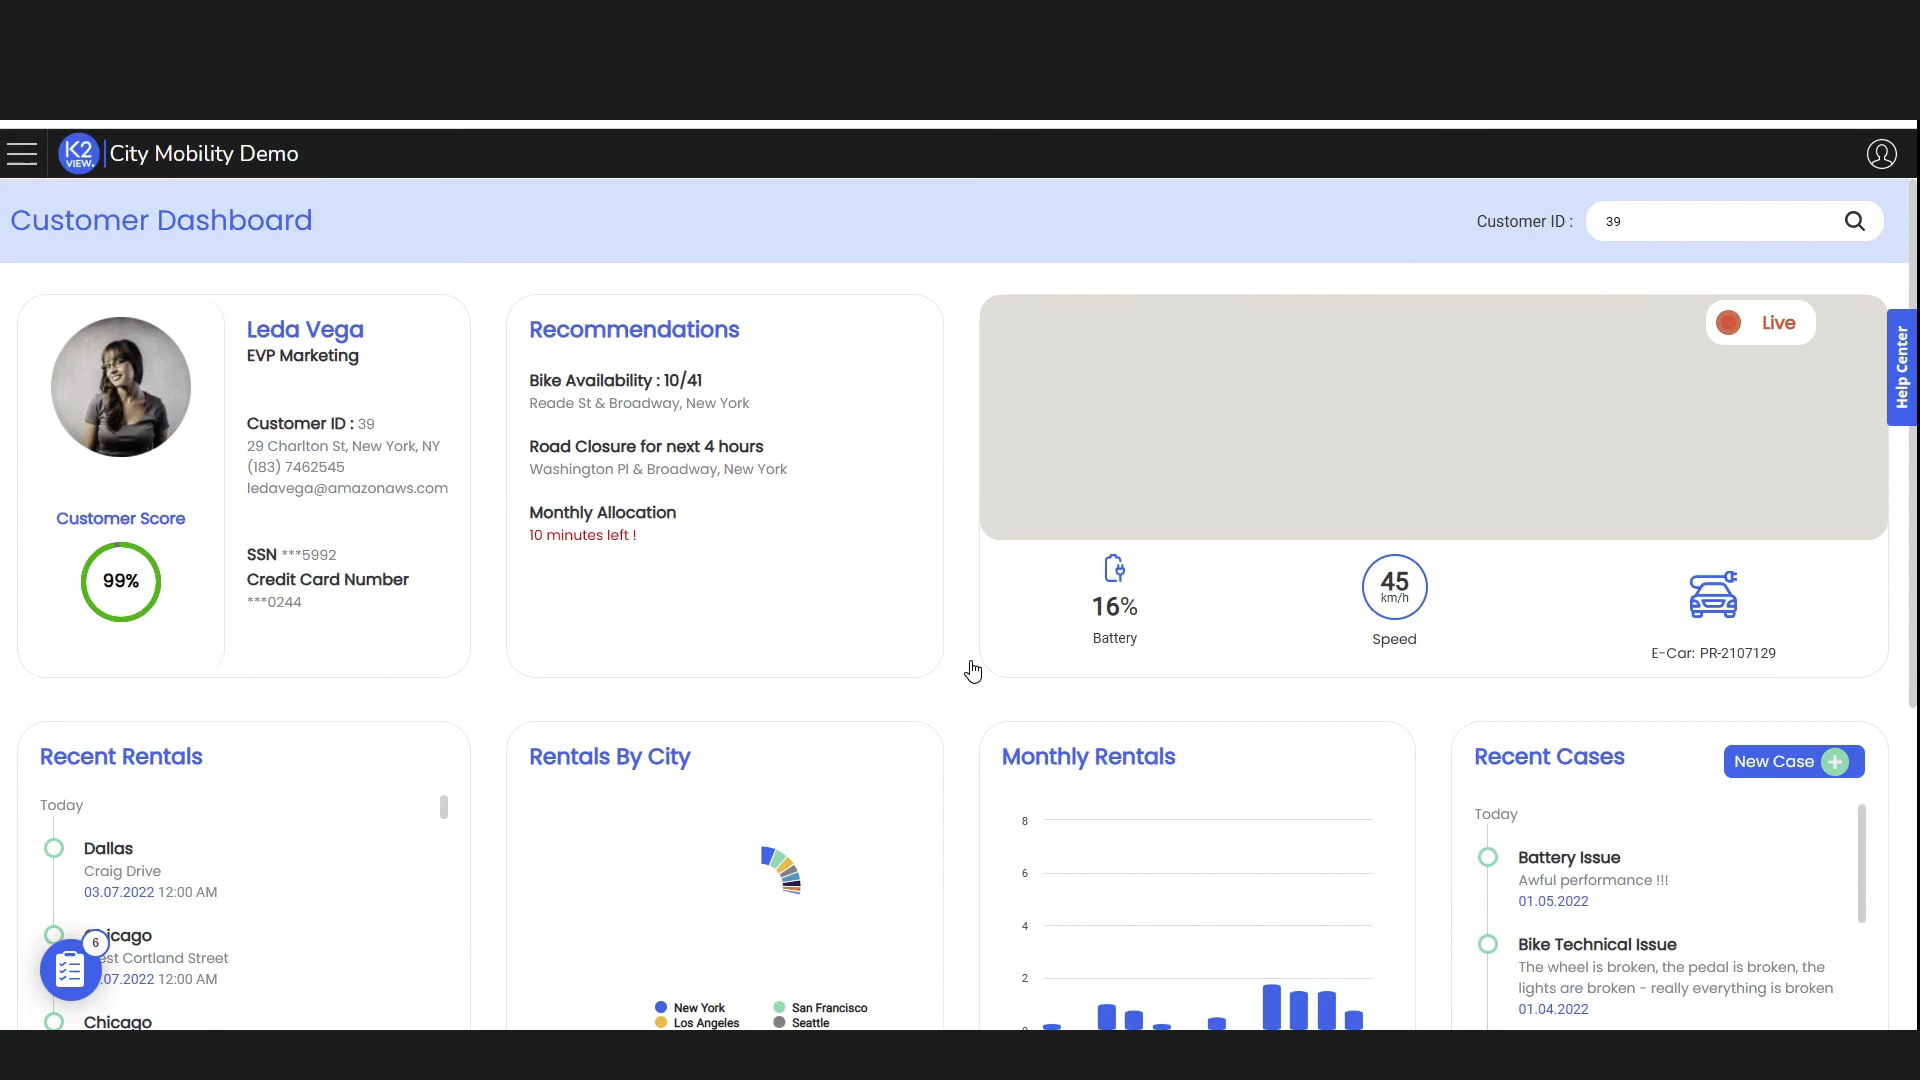 K2
VIEW.
City Mobility Demo
Customer Dashboard
Customer ID :
39
Leda Vega
EVP Marketing
Customer ID : 39
29 Charlton St, New York, NY
(183) 7462545
ledavega@amazonaws.com
Customer Score
99%
SSN ***5992
Credit Card Number
***0244
Recommendations
Bike Availability : 10/41
Reade St & Broadway, New York
Road Closure for next 4 hours
Washington Pl & Broadway, New York
Monthly Allocation
10 minutes left !
Live
16%
Battery
45
km/h
Speed
E-Car: PR-2107129
Help Center
Recent Rentals
Today
Dallas
Craig Drive
03.07.2022 12:00 AM
Cortland Street
.07.2022 12:00 AM
6
Chicago
Rentals By City
New York
San Francisco
Los Angeles
Seattle
Monthly Rentals
8
6
4
2
Recent Cases
New Case
Today
Battery Issue
Awful performance !!!
01.05.2022
Bike Technical Issue
The wheel is broken, the pedal is broken, the
lights are broken - really everything is broken
01.04.2022